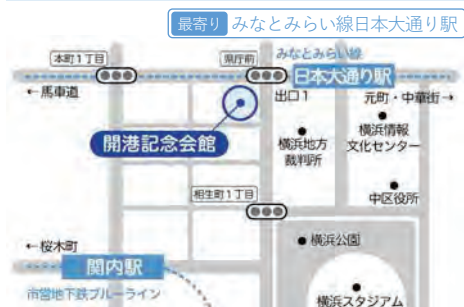 最寄り みなとみらい線日本大通り駅
本町1丁目
県庁前
みなとみらい線
日本大通り駅
←馬車道
出口1
元町・中華街→
開港記念会館
横浜地方
裁判所
横浜情報
文化センター
相生町1丁目
中区役所
横浜公園
←桜木町
関内駅
市営地下鉄ブルーライン
横浜スタジアム